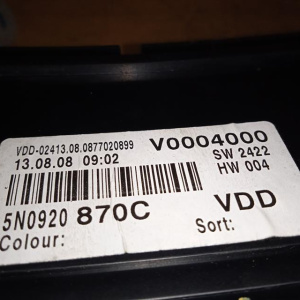 VDD-02413.08.0877020899
V0004000
13.08.08 09:02
SW 2422
HW 004
5N0920 870C VDD
Colour: Sort: